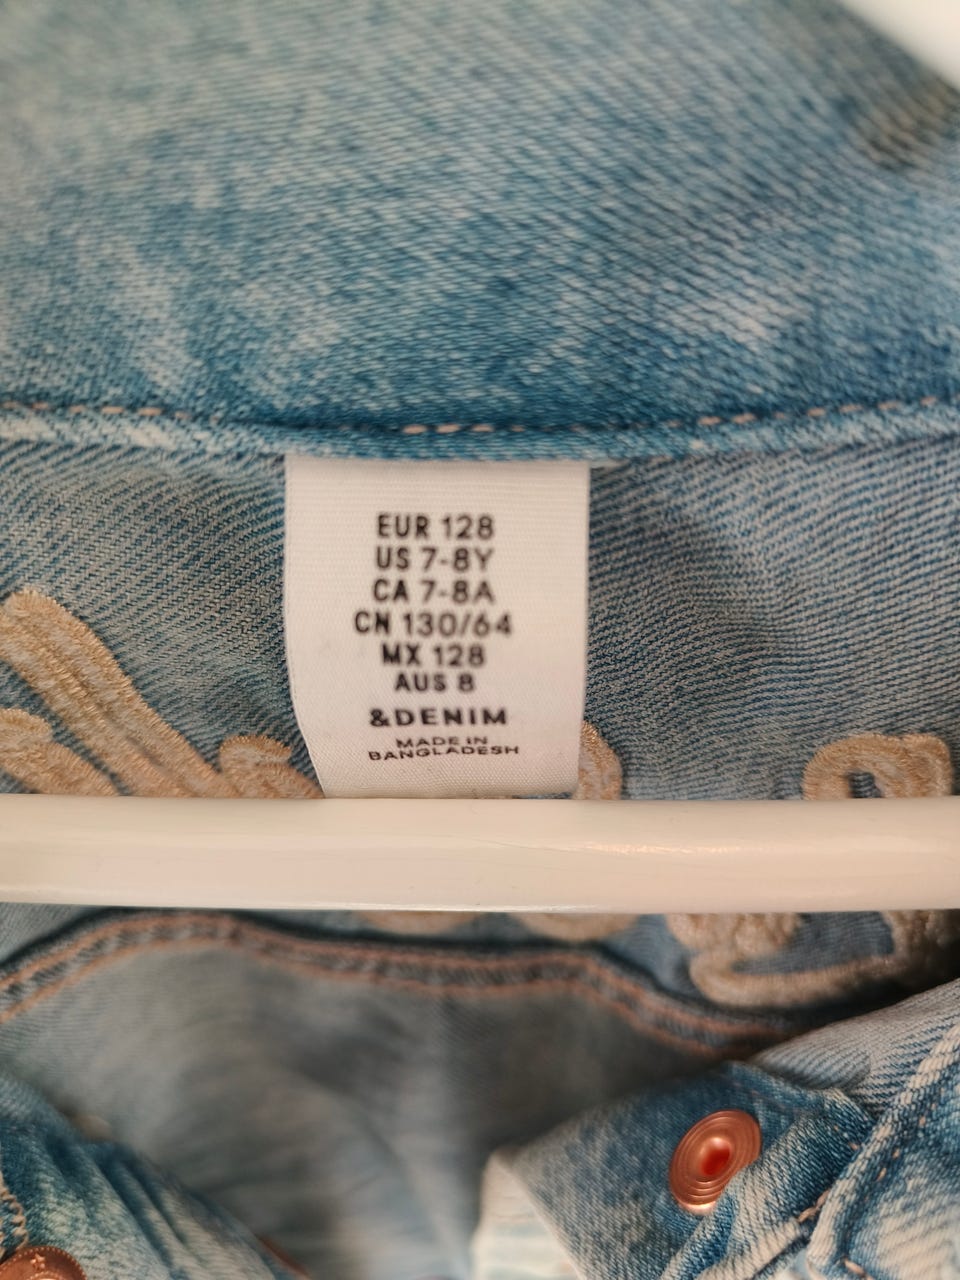 EUR 128
US 7-8Y
CA 7-8A
CN 130/64
MX 128
AUS 8
&DENIM
MADE IN
BANGLADESH